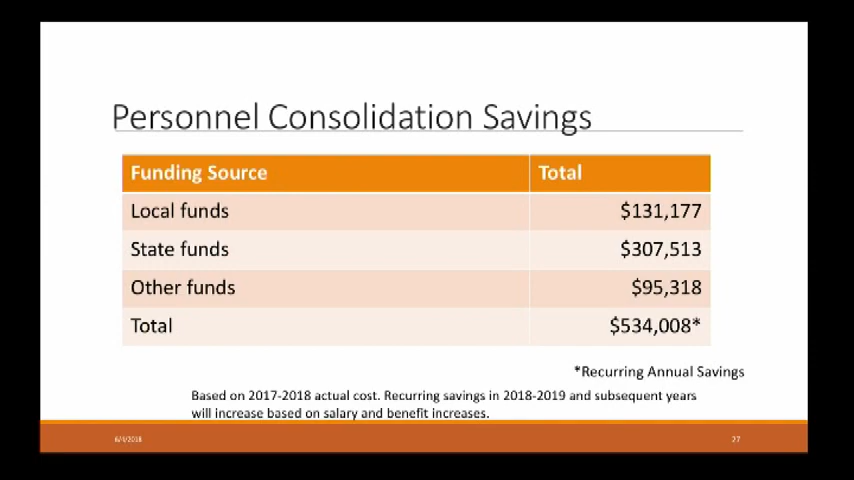 Personnel Consolidation Savings
Funding Source Total
Local funds $131,177
State funds $307,513
Other funds $95,318
Total $534,008*
*Recurring Annual Savings
Based on 2017-2018 actual cost. Recurring savings in 2018-2019 and subsequent years
will increase based on salary and benefit increases.
27